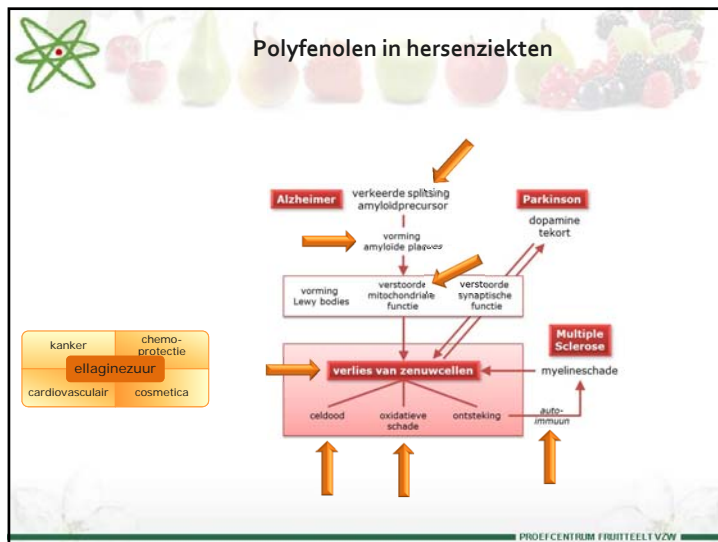 Polyfenolen in hersenziekten
Alzheimer
verkeerde splitsing
amyloidprecursor
Parkinson
dopamine
tekort
vorming
amyloide plaques
vorming
Lewy bodies
verstoorde
mitochondriale
functie
verstoorde
synaptische
functie
kanker
chemo-
protectie
ellaginezuur
cardiovasculair
cosmetica
verlies van zenuwcellen
Multiple
Sclerose
myelineschade
celdood
oxidatieve
schade
ontsteking
auto-
immuun
PROEFCENTRUM FRUITTEELT VZW